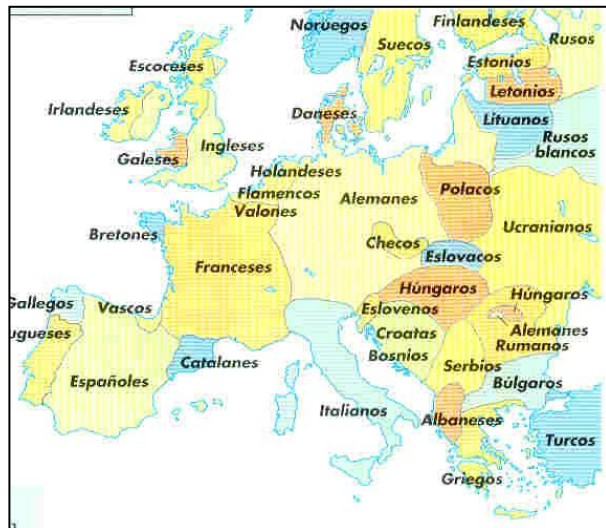 Noruegos
Finlandeses
Suecos
Rusos
Escoceses
Estonios
Letonios
Irlandeses
Daneses
Lituanos
Ingleses
Galeses
Rusos
blancos
Holandeses
Flamencos
Alemanes
Polacos
Valones
Ucranianos
Bretones
Checos
Eslovacos
Franceses
Húngaros
Gallegos
Vascos
Eslovenos
Húngaros
ugueses
Croatas
Alemanes
Rumanos
Bosnios
Serbios
Catalanes
Españoles
Búlgaros
Italianos
Albaneses
Turcos
Griegos